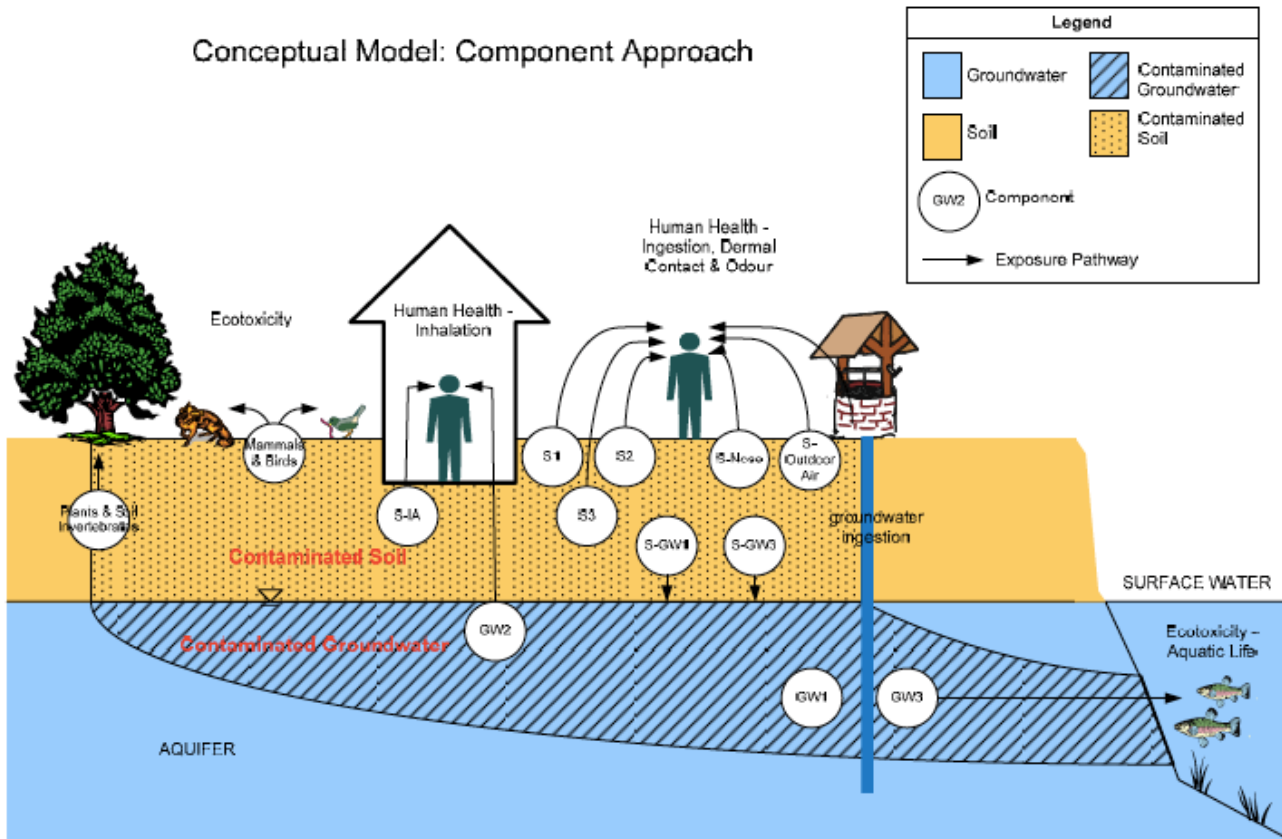 Conceptual Model: Component Approach
Legend
Groundwater
Contaminated
Groundwater
Soil
Contaminated
Soil
GW2
Component
Exposure Pathway
Human Health -
Ingestion, Dermal
Contact & Odour
Ecotoxicity
Human Health -
Inhalation
Mammals
& Birds
S1
S2
S-Nose
S-
Outdoor
Air
Plants & Soil
Invertebrates
S-IA
S3
groundwater
ingestion
S-GW1
S-GW3
Contaminated Soil
SURFACE WATER
GW2
Contaminated Groundwater
Ecotoxicity –
Aquatic Life
GW1
GW3
AQUIFER